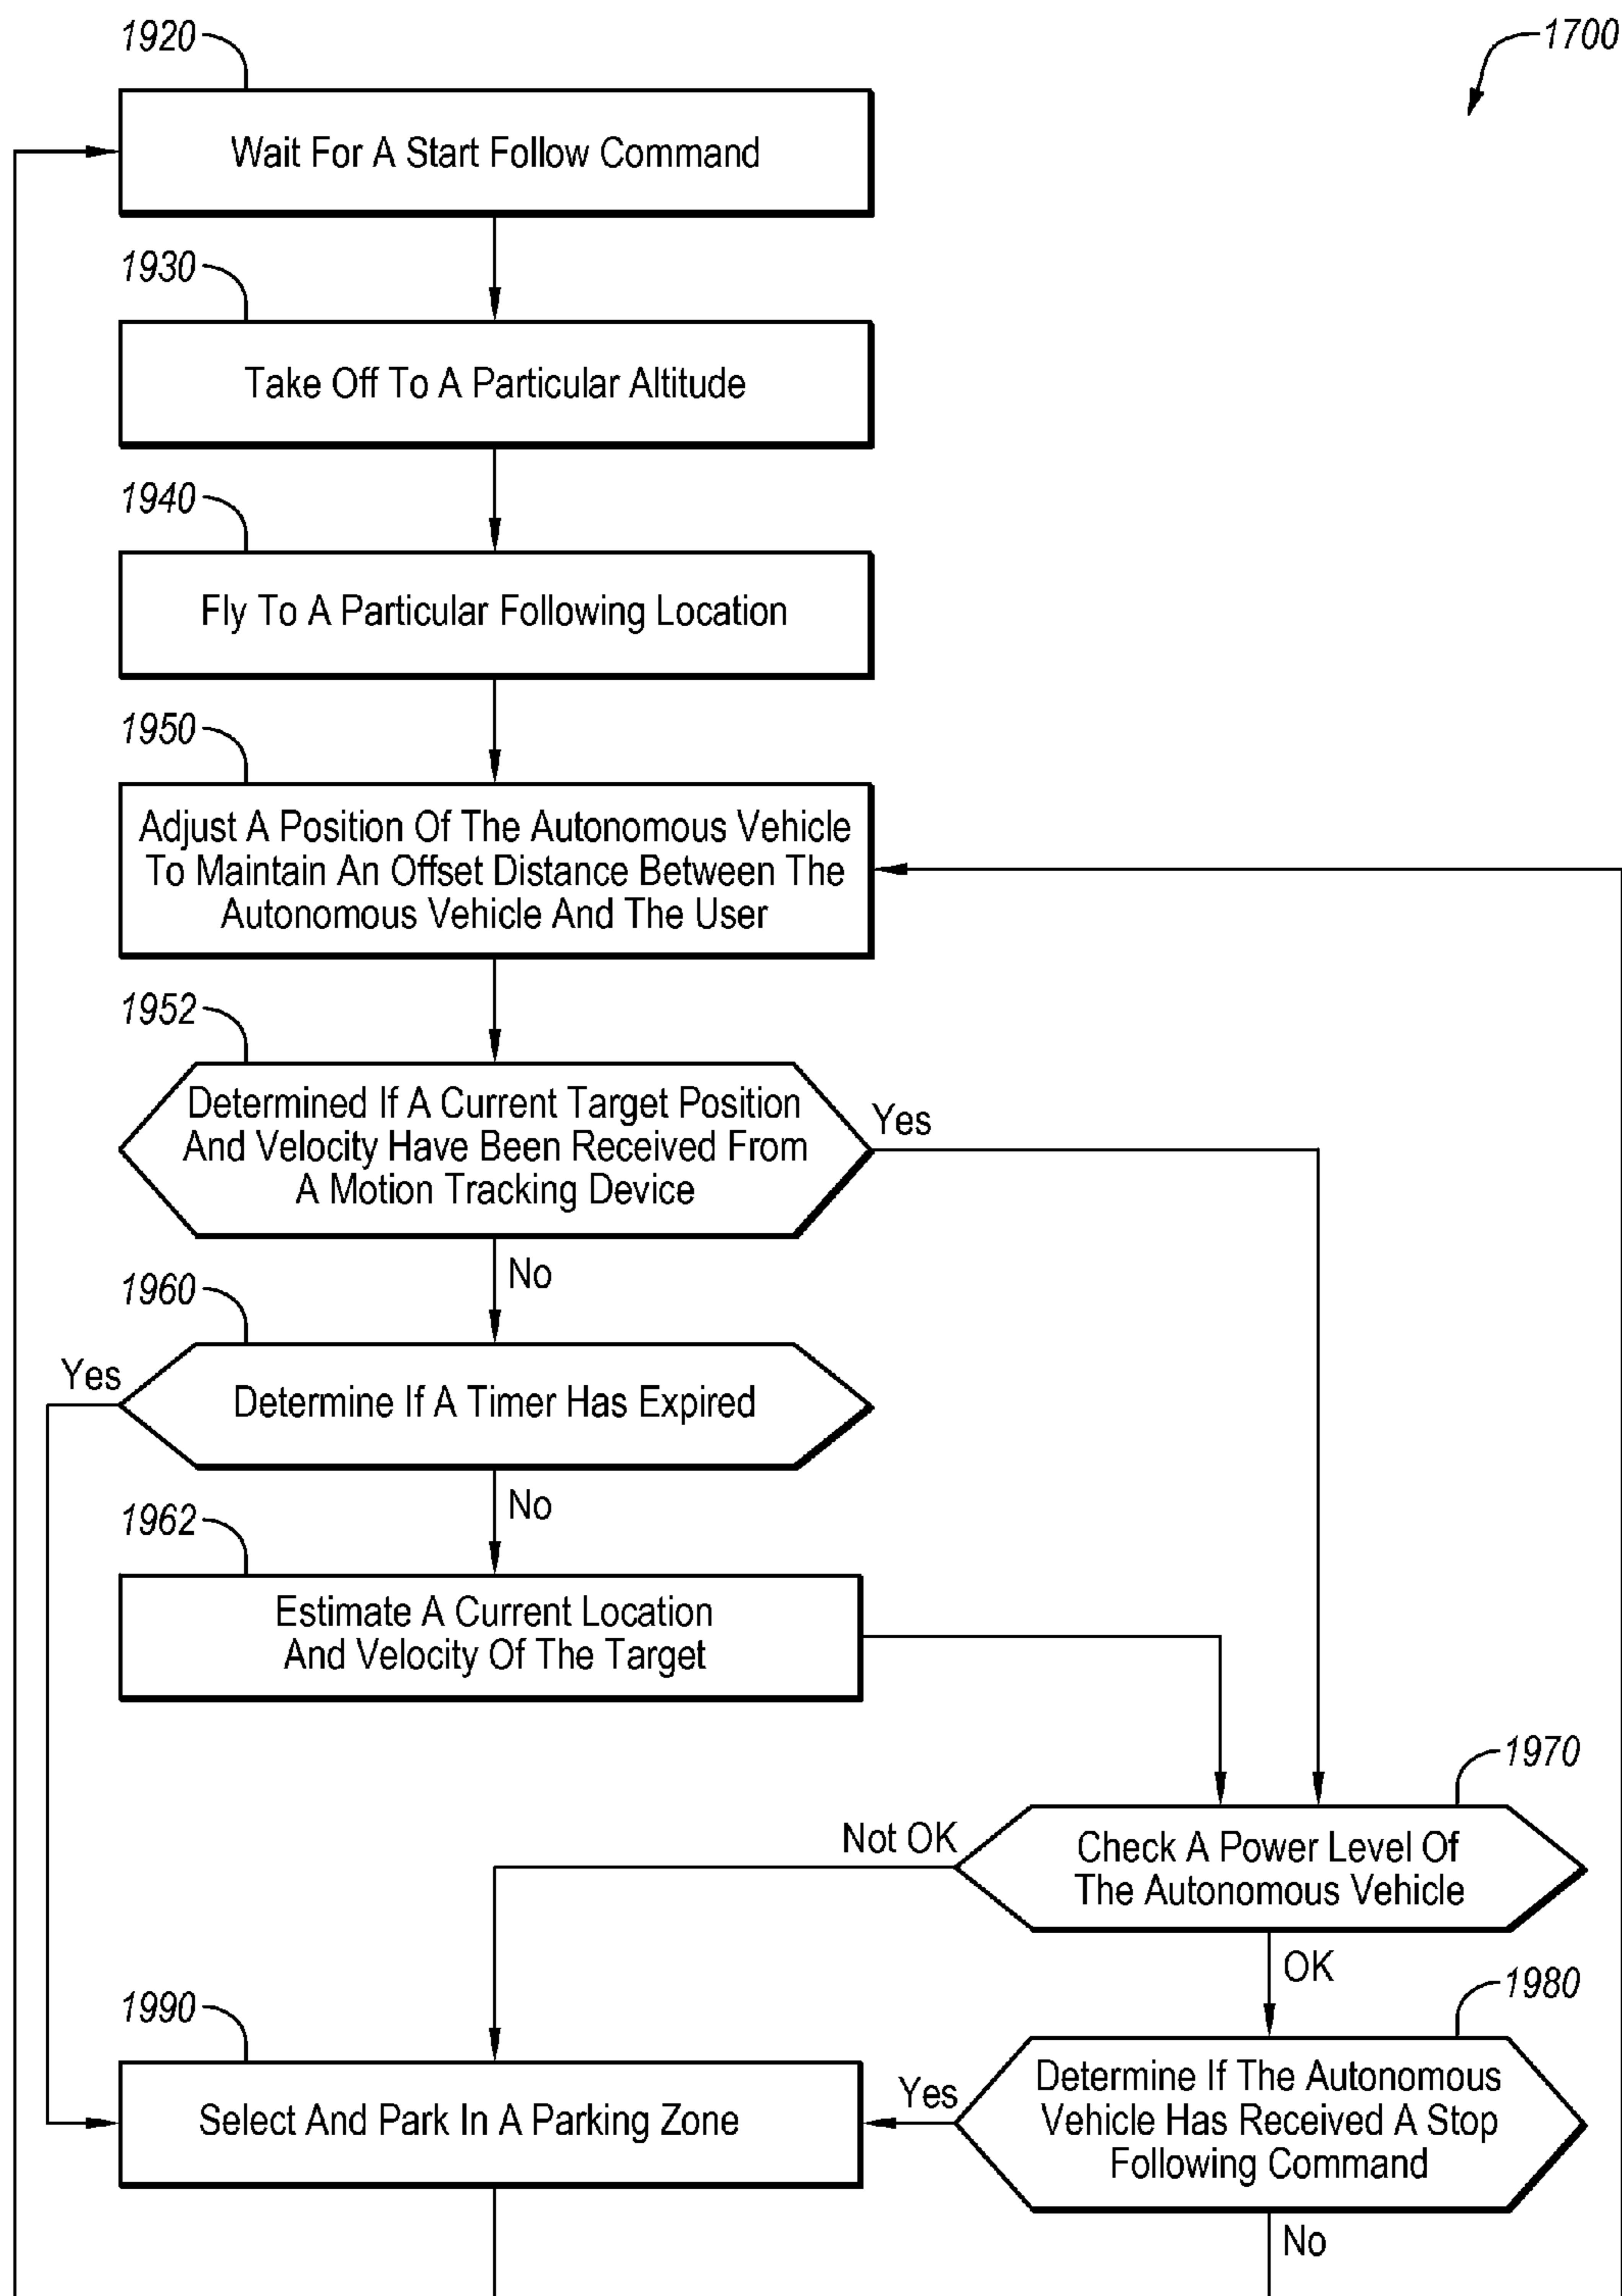 1920
1700
Wait For A Start Follow Command
1930
Take Off To A Particular Altitude
1940
Fly To A Particular Following Location
1950
Adjust A Position Of The Autonomous Vehicle
To Maintain An Offset Distance Between The
Autonomous Vehicle And The User
1952
Determined If A Current Target Position
And Velocity Have Been Received From
A Motion Tracking Device
Yes
No
1960
Yes
Determine If A Timer Has Expired
No
1962
Estimate A Current Location
And Velocity Of The Target
1970
Not OK
Check A Power Level Of
The Autonomous Vehicle
OK
1990
1980
Select And Park In A Parking Zone
Yes
Determine If The Autonomous
Vehicle Has Received A Stop
Following Command
No